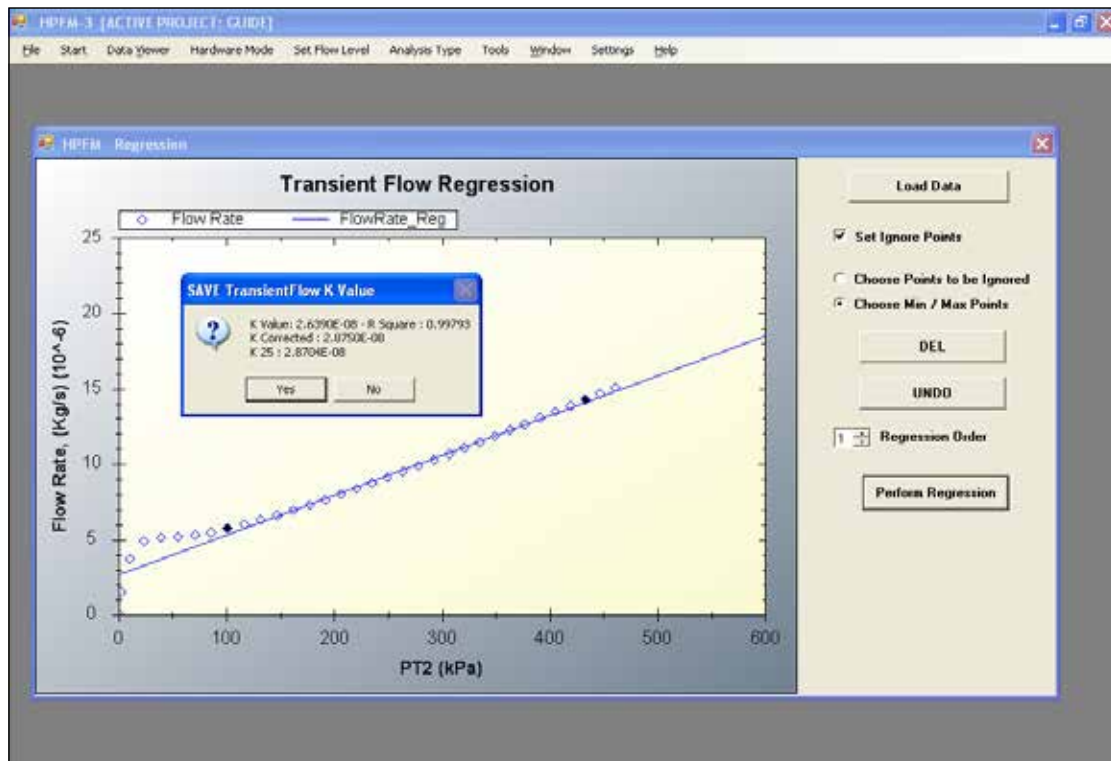 HPFM-3 [ACTIVE PROJECT: GUIDE]
File Start Data Viewer Hardware Mode Set Flow Level Analysis Type Tools Window Settings Help
HPFM Regression
Transient Flow Regression
Flow Rate FlowRate_Reg
Load Data
Set Ignore Points
Choose Points to be Ignored
Choose Min / Max Points
DEL
UNDO
1 Regression Order
Perform Regression
SAVE TransientFlow K Value
K Value: 2.6390E-08 - R Square : 0.99793
K Corrected : 2.8750E-08
K 25 : 2.8704E-08
Yes No
Flow Rate, (Kg/s) (10^-6)
25
20
15
10
5
0
0 100 200 300 400 500 600
PT2 (kPa)